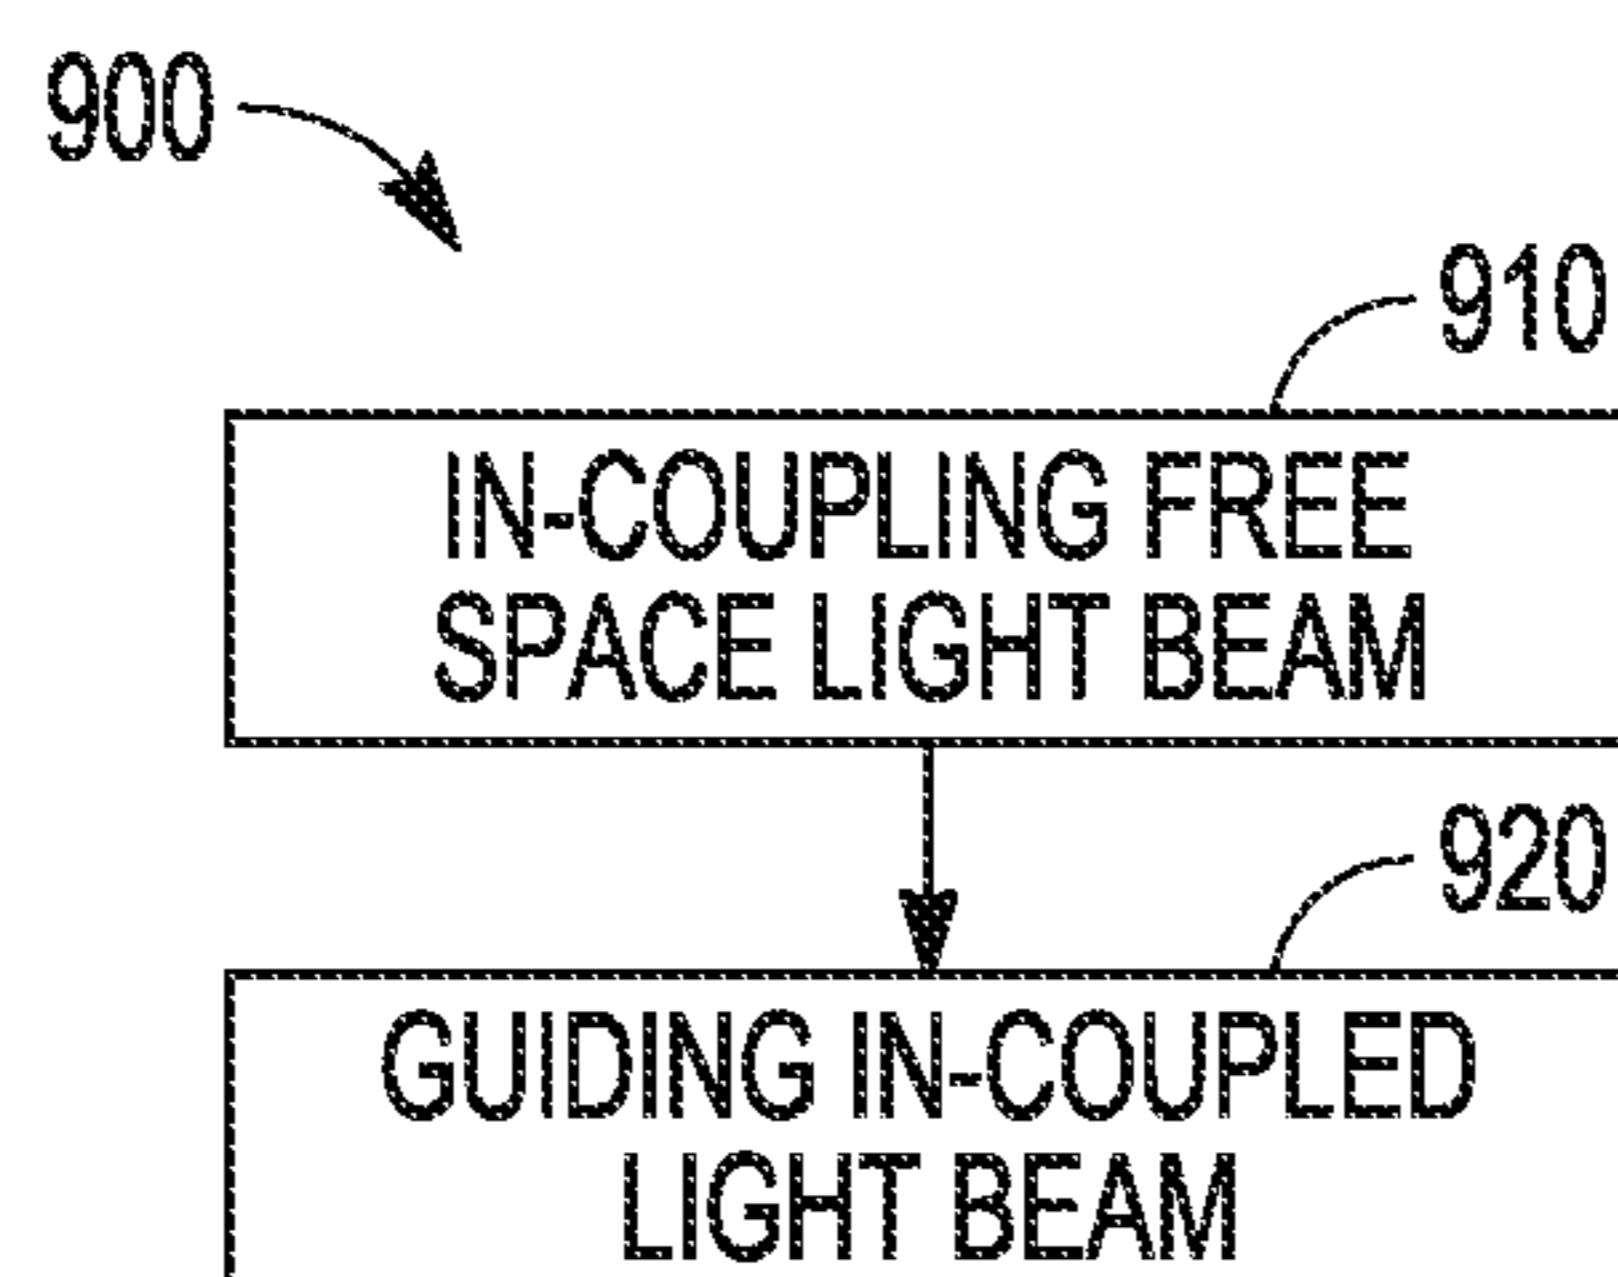 900
910
IN-COUPLING FREE
SPACE LIGHT BEAM
920
GUIDING IN-COUPLED
LIGHT BEAM